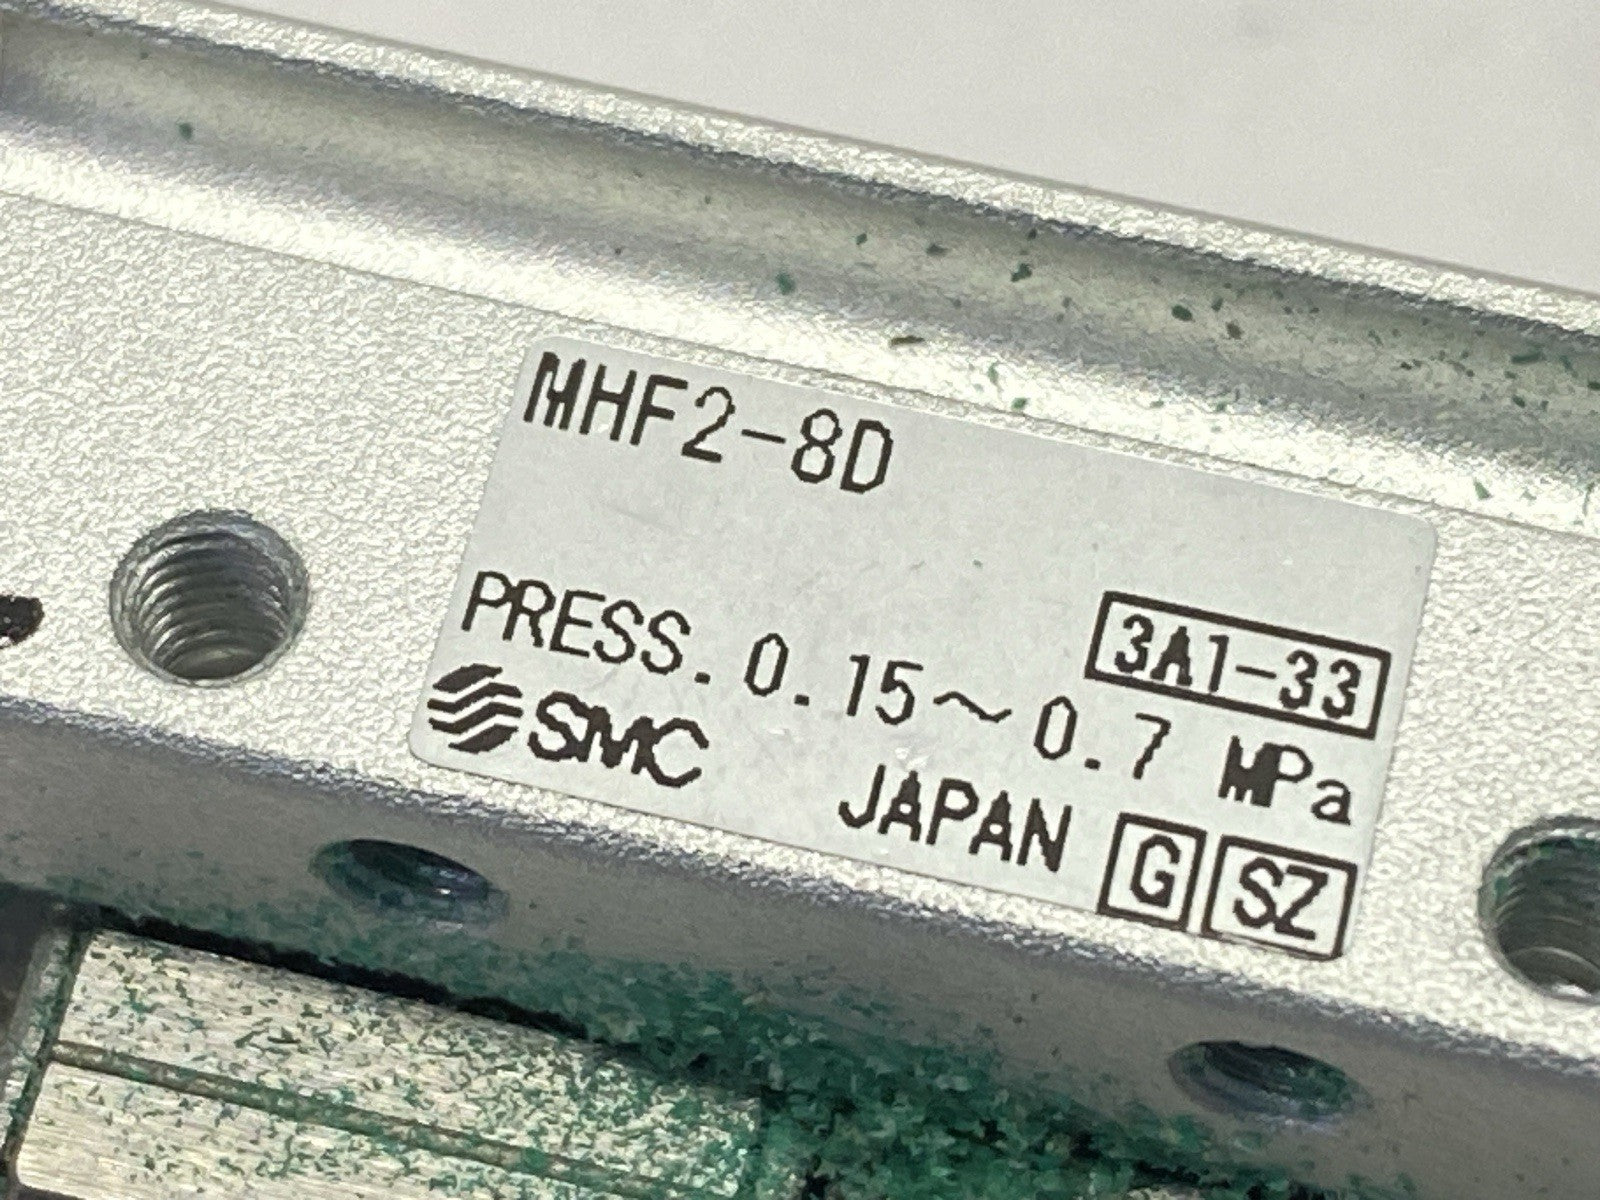 MHF2-8D
3A1-33
PRESS. 0.15~0.7 MPa
SMC JAPAN G SZ